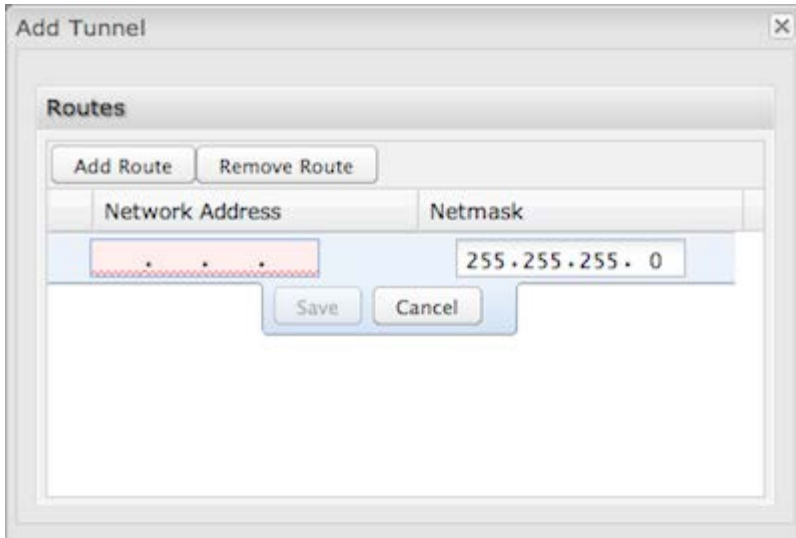 Add Tunnel
Routes
Add Route Remove Route
Network Address Netmask
. . . 255.255.255. 0
Save Cancel